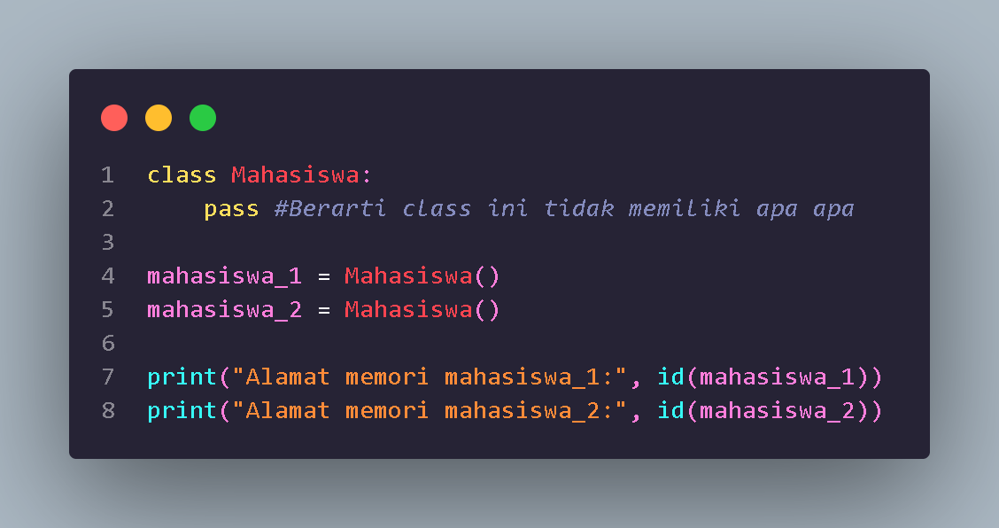 1 class Mahasiswa:
2     pass #Berarti class ini tidak memiliki apa apa
3
4 mahasiswa_1 = Mahasiswa()
5 mahasiswa_2 = Mahasiswa()
6
7 print("Alamat memori mahasiswa_1:", id(mahasiswa_1))
8 print("Alamat memori mahasiswa_2:", id(mahasiswa_2))